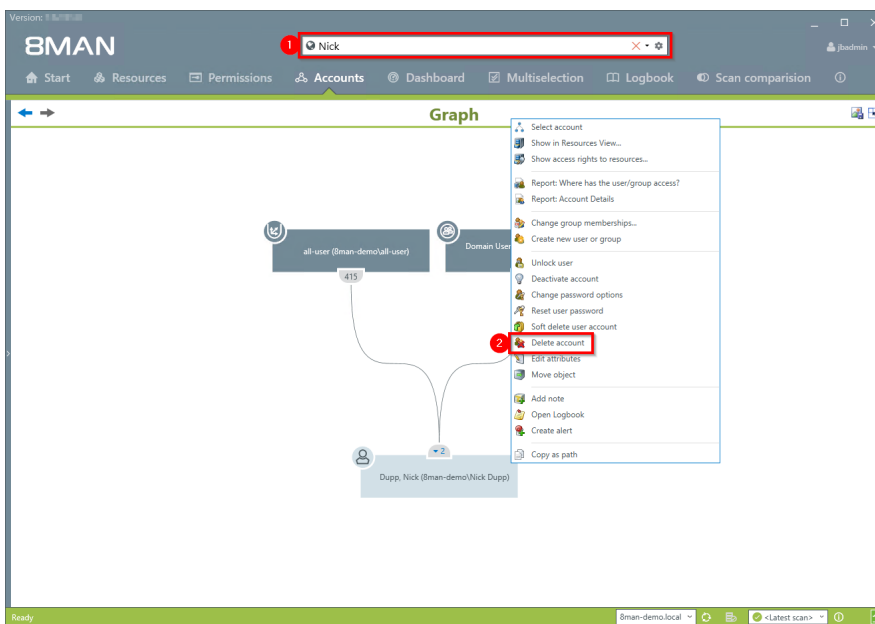 Version:
8MAN
1
Nick
jbadmin
Start
Resources
Permissions
Accounts
Dashboard
Multiselection
Logbook
Scan comparision
Graph
Select account
Show in Resources View...
Show access rights to resources...
Report: Where has the user/group access?
Report: Account Details
Change group memberships...
Create new user or group
Unlock user
Deactivate account
Change password options
Reset user password
Soft delete user account
2
Delete account
Edit attributes
Move object
Add note
Open Logbook
Create alert
Copy as path
all-user (8man-demo\all-user)
415
Domain User
2
Dupp, Nick (8man-demo\Nick Dupp)
Ready
8man-demo.local
<Latest scan>